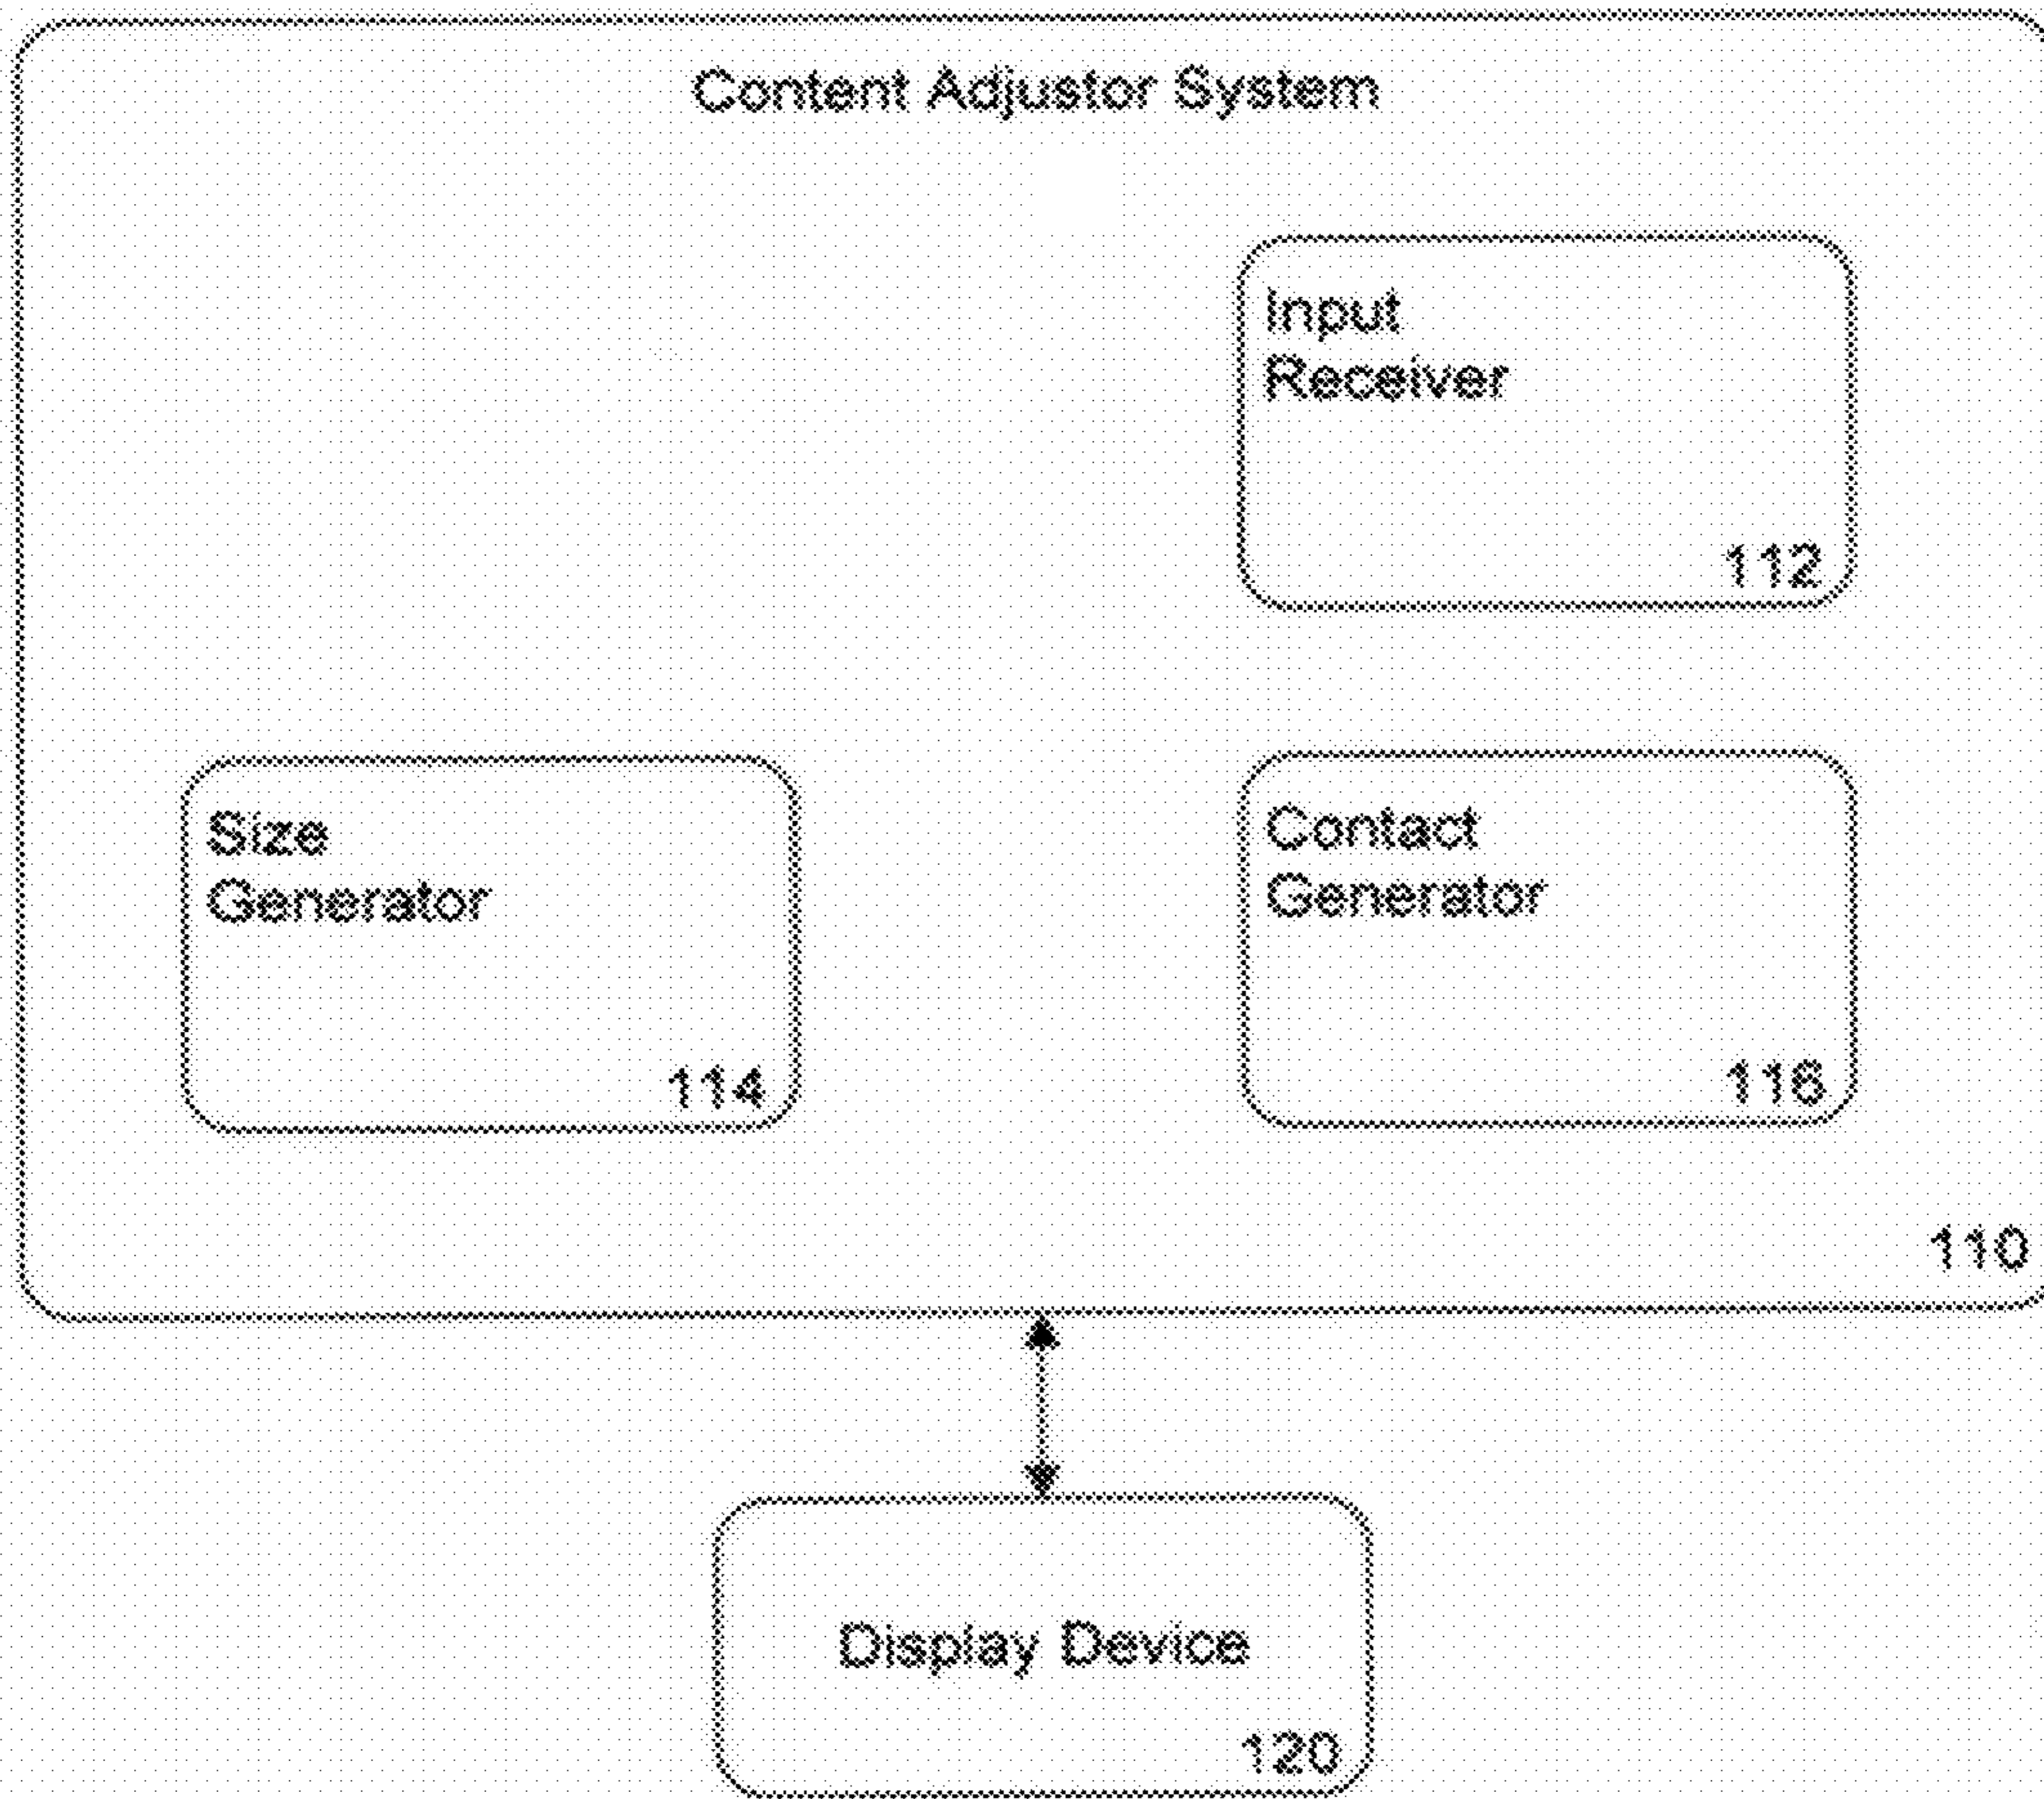 Content Adjustor System
Input
Receiver
112
Size
Generator
114
Contact
Generator
116
110
Display Device
120